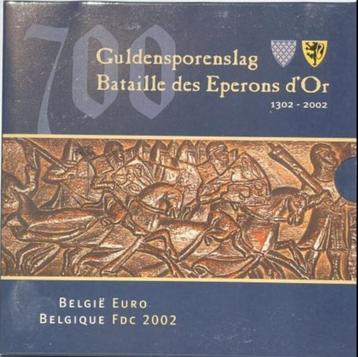 700
Guldensporenslag
Bataille des Eperons d'Or
1302 - 2002
BELGIË EURO
BELGIQUE FDC 2002